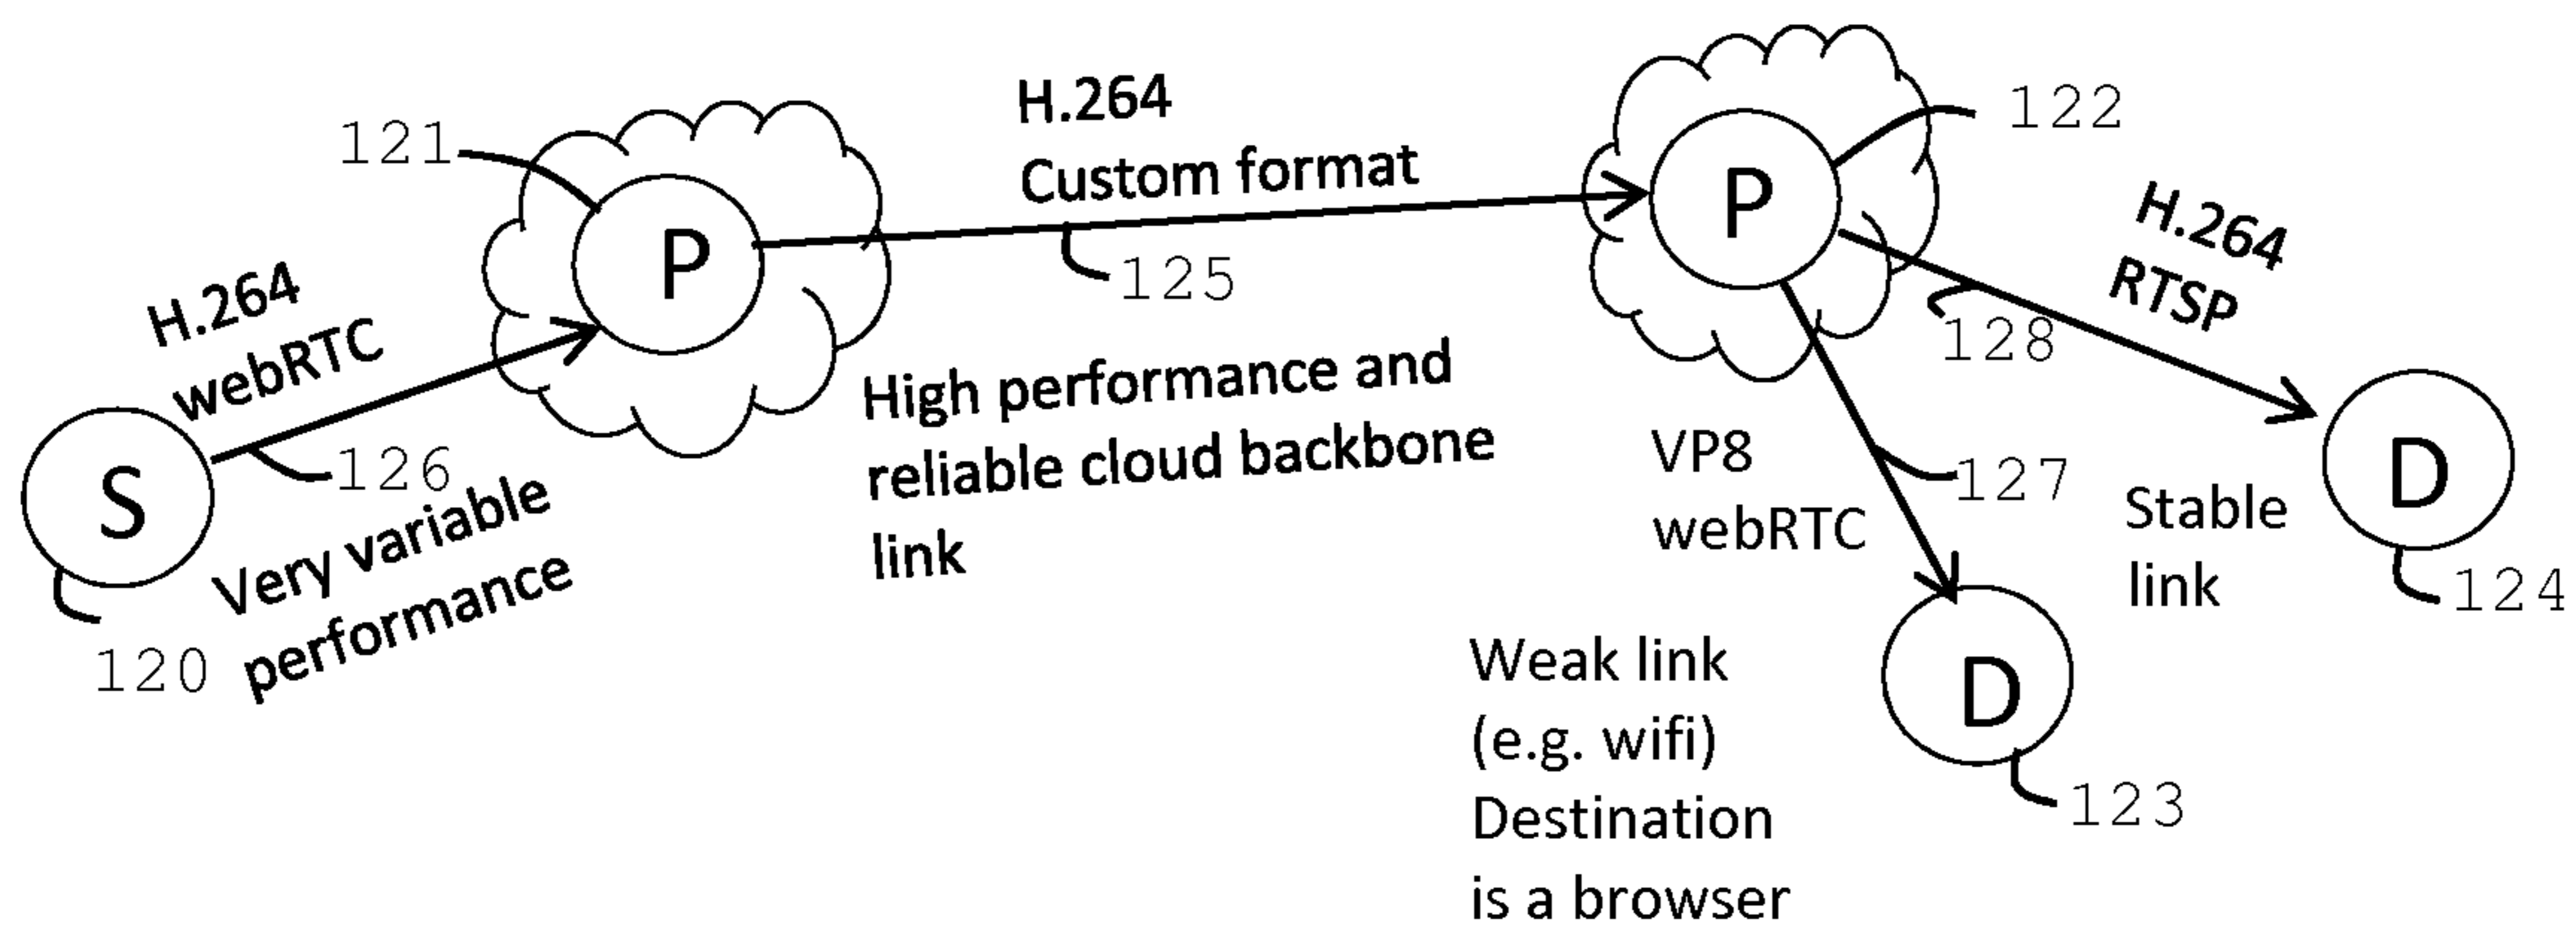 121
P
H.264
Custom format
125
P
122
H.264
RTSP
128
H.264
webRTC
126
S
120
Very variable
performance
High performance and
reliable cloud backbone
link
VP8
webRTC
127
Stable
link
D
124
Weak link
(e.g. wifi)
Destination
is a browser
D
123